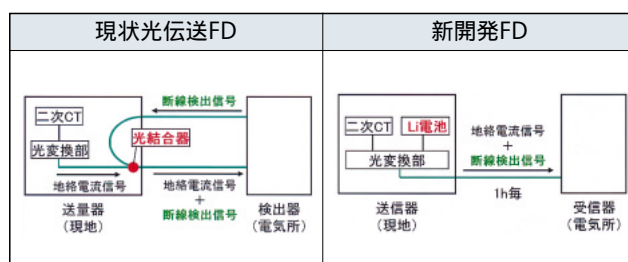 現状光伝送FD
新開発FD
断線検出信号
二次CT
光結合器
光変換部
地絡電流信号
地絡電流信号
+
断線検出信号
送量器
(現地)
検出器
(電気所)
二次CT
Li電池
光変換部
地絡電流信号
+
断線検出信号
1h毎
送信器
(現地)
受信器
(電気所)